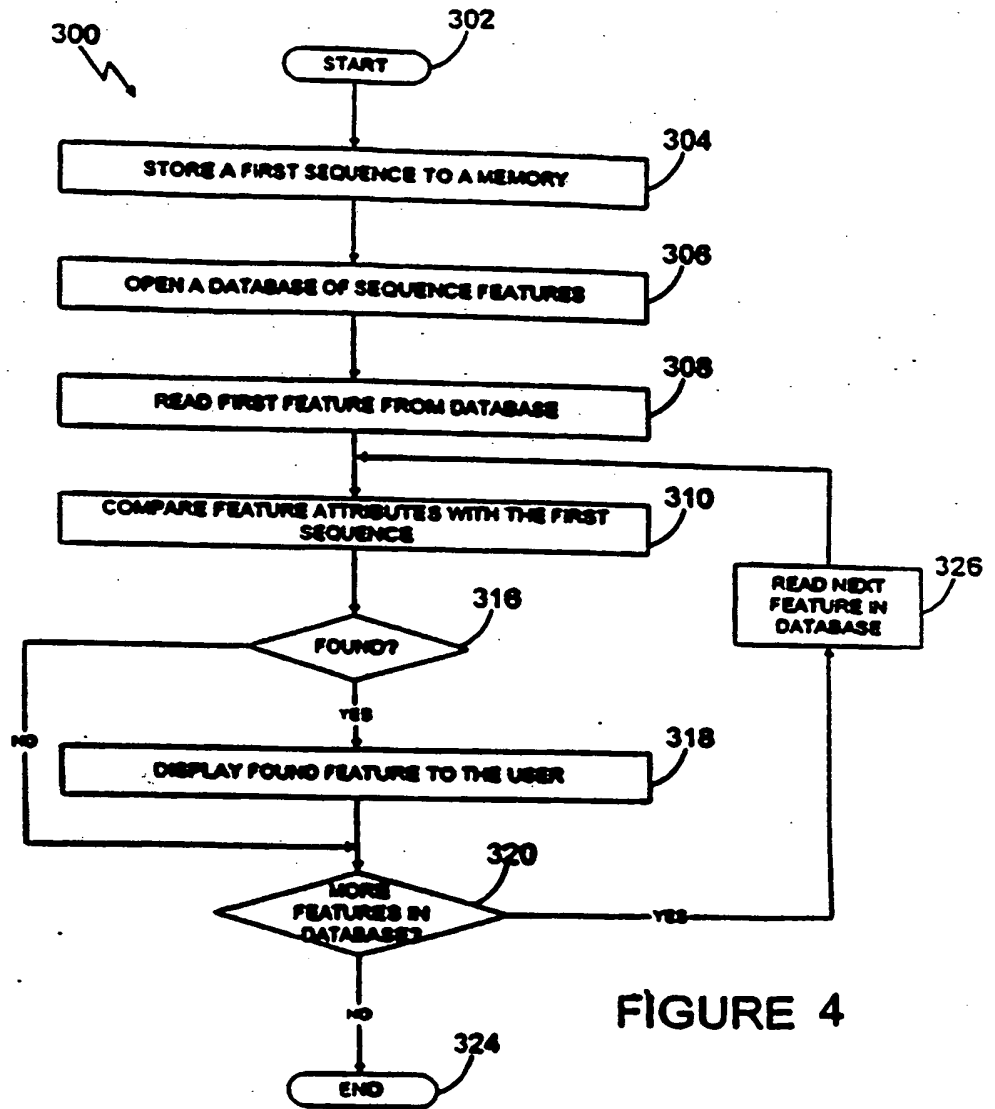 300
302
START
304
STORE A FIRST SEQUENCE TO A MEMORY
306
OPEN A DATABASE OF SEQUENCE FEATURES
308
READ FIRST FEATURE FROM DATABASE
310
COMPARE FEATURE ATTRIBUTES WITH THE FIRST
SEQUENCE
326
READ NEXT
FEATURE IN
DATABASE
316
FOUND?
YES
NO
318
DISPLAY FOUND FEATURE TO THE USER
320
MORE
FEATURES IN
DATABASE?
YES
NO
FIGURE 4
324
END